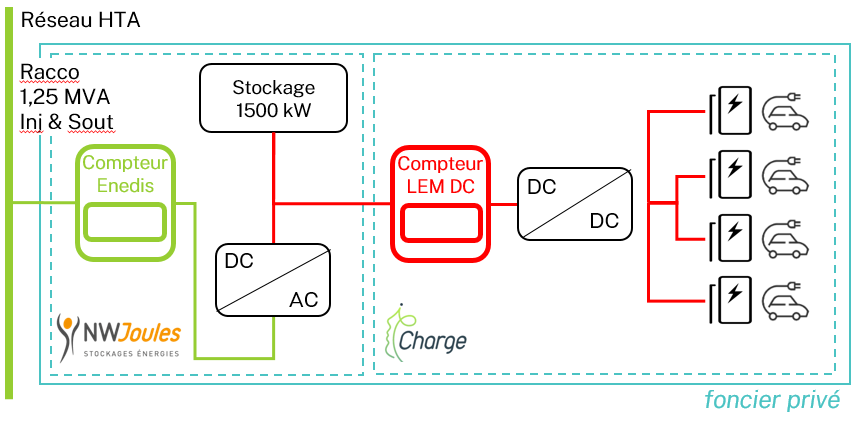 Réseau HTA
Racco
1,25 MVA
Inj & Sout
Stockage
1500 kW
Compteur
Enedis
Compteur
LEM DC
DC
DC
DC
AC
NWJoules
STOCKAGES ÉNERGIES
iCharge
foncier privé